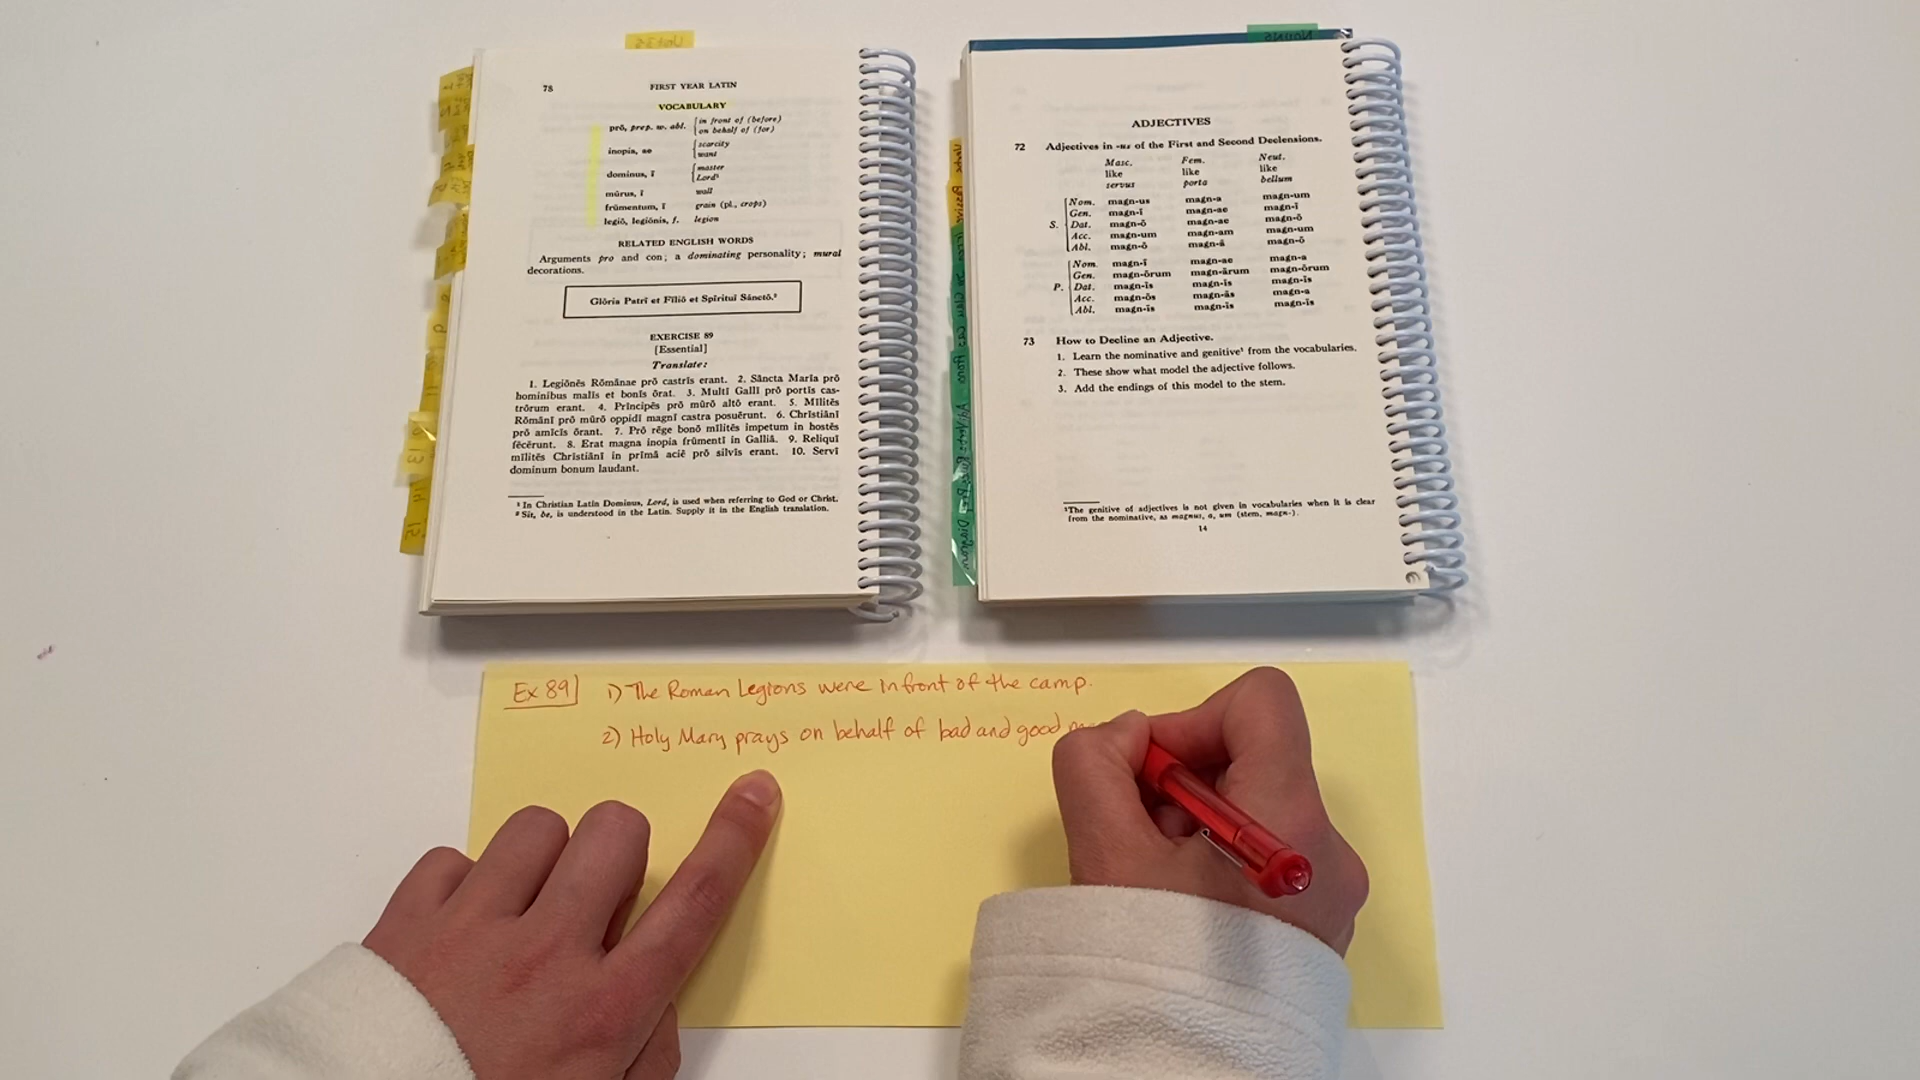 78 FIRST YEAR LATIN
VOCABULARY
prō, prep. w. abl. {in front of (before)
on behalf of (for)
inopia, ae {scarcity
want
dominus, ī {master
Lord¹
mūrus, ī wall
frūmentum, ī grain (pl., crops)
legiō, legiōnis, f. legion
RELATED ENGLISH WORDS
Arguments pro and con; a dominating personality; mural
decorations.
Glōria Patrī et Fīliō et Spīrituī Sānctō.²
EXERCISE 89
[Essential]
Translate:
1. Legiōnēs Rōmānae prō castrīs erant. 2. Sāncta Marīa prō
hominibus malīs et bonīs ōrat. 3. Multī Gallī prō portīs cas-
trōrum erant. 4. Prīncipēs prō mūrō altō erant. 5. Mīlitēs
Rōmānī prō mūrō oppidī magnī castra posuērunt. 6. Chrīstiānī
prō amīcīs ōrant. 7. Prō rēge bonō mīlitēs impetum in hostēs
fēcērunt. 8. Erat magna inopia frūmentī in Galliā. 9. Reliquī
mīlitēs Chrīstiānī in prīmā aciē prō silvīs erant. 10. Servī
dominum bonum laudant.
¹ In Christian Latin Dominus, Lord, is used when referring to God or Christ.
² Sit, be, is understood in the Latin. Supply it in the English translation.
ADJECTIVES
72 Adjectives in -us of the First and Second Declensions.
Masc. Fem. Neut.
like like like
servus porta bellum
Nom. magn-us magn-a magn-um
Gen. magn-ī magn-ae magn-ī
S. Dat. magn-ō magn-ae magn-ō
Acc. magn-um magn-am magn-um
Abl. magn-ō magn-ā magn-ō
Nom. magn-ī magn-ae magn-a
Gen. magn-ōrum magn-ārum magn-ōrum
P. Dat. magn-īs magn-īs magn-īs
Acc. magn-ōs magn-ās magn-a
Abl. magn-īs magn-īs magn-īs
73 How to Decline an Adjective.
1. Learn the nominative and genitive¹ from the vocabularies.
2. These show what model the adjective follows.
3. Add the endings of this model to the stem.
¹The genitive of adjectives is not given in vocabularies when it is clear
from the nominative, as magnus, a, um (stem, magn-).
14
Ex 89 1) The Roman Legions were in front of the camp.
2) Holy Mary prays on behalf of bad and good